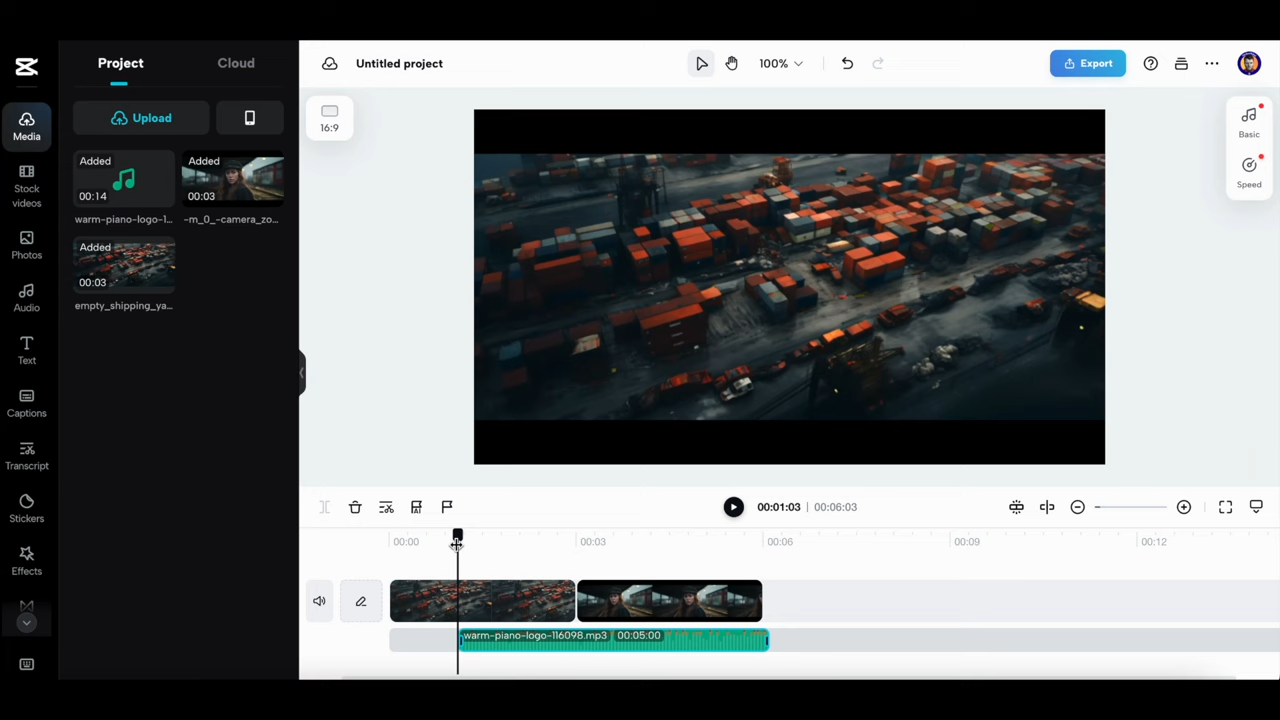 Project
Cloud
Untitled project
100%
Export
Media
Upload
16:9
Basic
Speed
Stock
videos
Added
00:14
Added
00:03
warm-piano-logo-1...
-m_0_-camera_zo...
Photos
Added
00:03
empty_shipping_ya...
Audio
Text
Captions
Transcript
Stickers
Effects
00:01:03 | 00:06:03
00:00
00:03
00:06
00:09
00:12
warm-piano-logo-116098.mp3 00:05:00